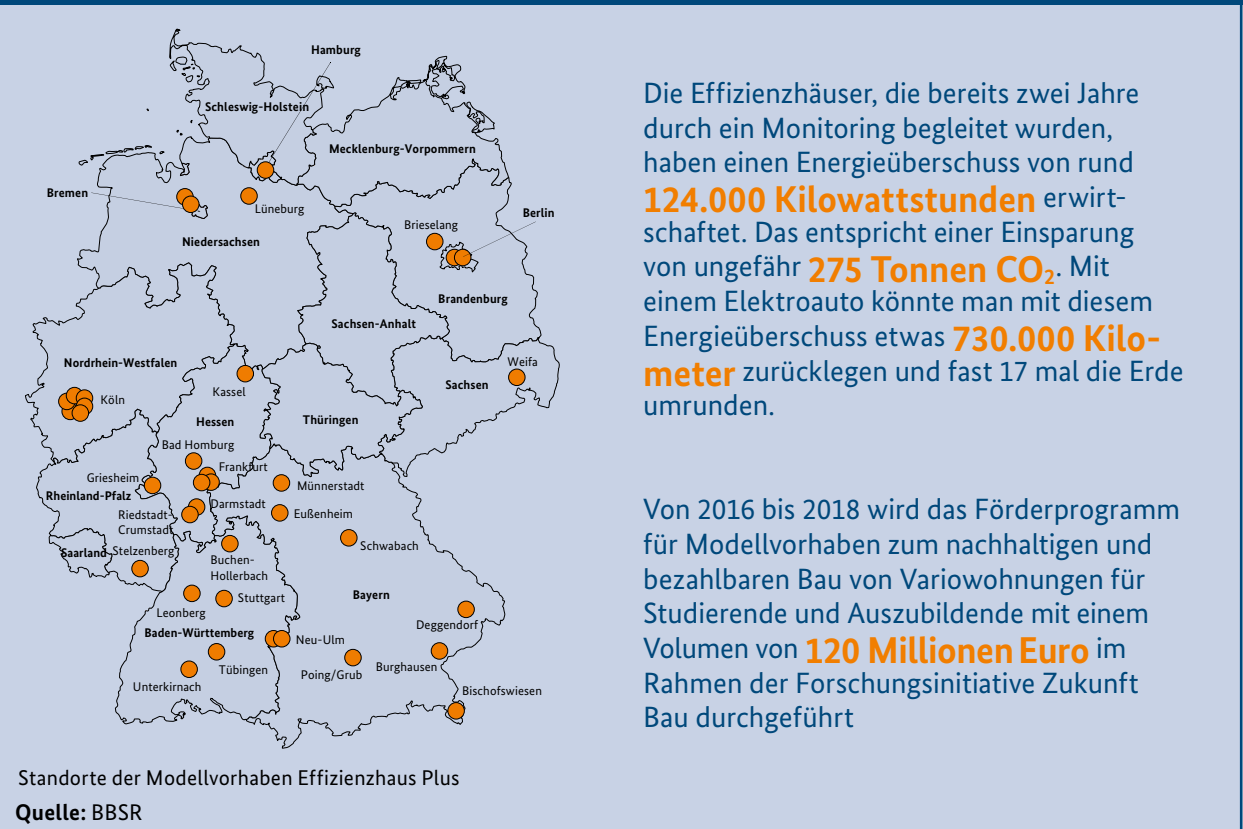 Hamburg
Schleswig-Holstein
Mecklenburg-Vorpommern
Bremen
Lüneburg
Niedersachsen
Brieselang
Berlin
Brandenburg
Sachsen-Anhalt
Nordrhein-Westfalen
Köln
Kassel
Weifa
Sachsen
Hessen
Thüringen
Bad Homburg
Frankfurt
Griesheim
Rheinland-Pfalz
Münnerstadt
Darmstadt
Riedstadt-
Crumstadt
Eußenheim
Saarland
Stelzenberg
Buchen-
Hollerbach
Schwabach
Leonberg
Stuttgart
Bayern
Deggendorf
Baden-Württemberg
Neu-Ulm
Tübingen
Unterkirnach
Poing/Grub
Burghausen
Bischofswiesen
Standorte der Modellvorhaben Effizienzhaus Plus
Quelle: BBSR
Die Effizienzhäuser, die bereits zwei Jahre
durch ein Monitoring begleitet wurden,
haben einen Energieüberschuss von rund
124.000 Kilowattstunden erwirt-
schaftet. Das entspricht einer Einsparung
von ungefähr 275 Tonnen CO₂. Mit
einem Elektroauto könnte man mit diesem
Energieüberschuss etwas 730.000 Kilo-
meter zurücklegen und fast 17 mal die Erde
umrunden.
Von 2016 bis 2018 wird das Förderprogramm
für Modellvorhaben zum nachhaltigen und
bezahlbaren Bau von Variowohnungen für
Studierende und Auszubildende mit einem
Volumen von 120 Millionen Euro im
Rahmen der Forschungsinitiative Zukunft
Bau durchgeführt